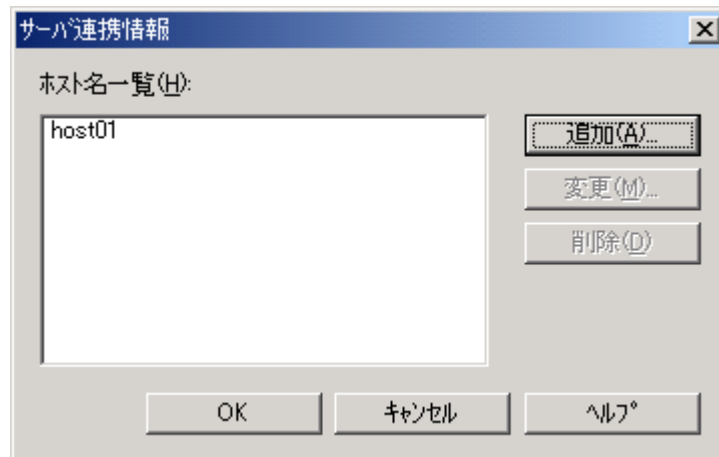 サーバ連携情報
ホスト名一覧(H):
host01
追加(A)...
変更(M)...
削除(D)
OK
キャンセル
ヘルプ